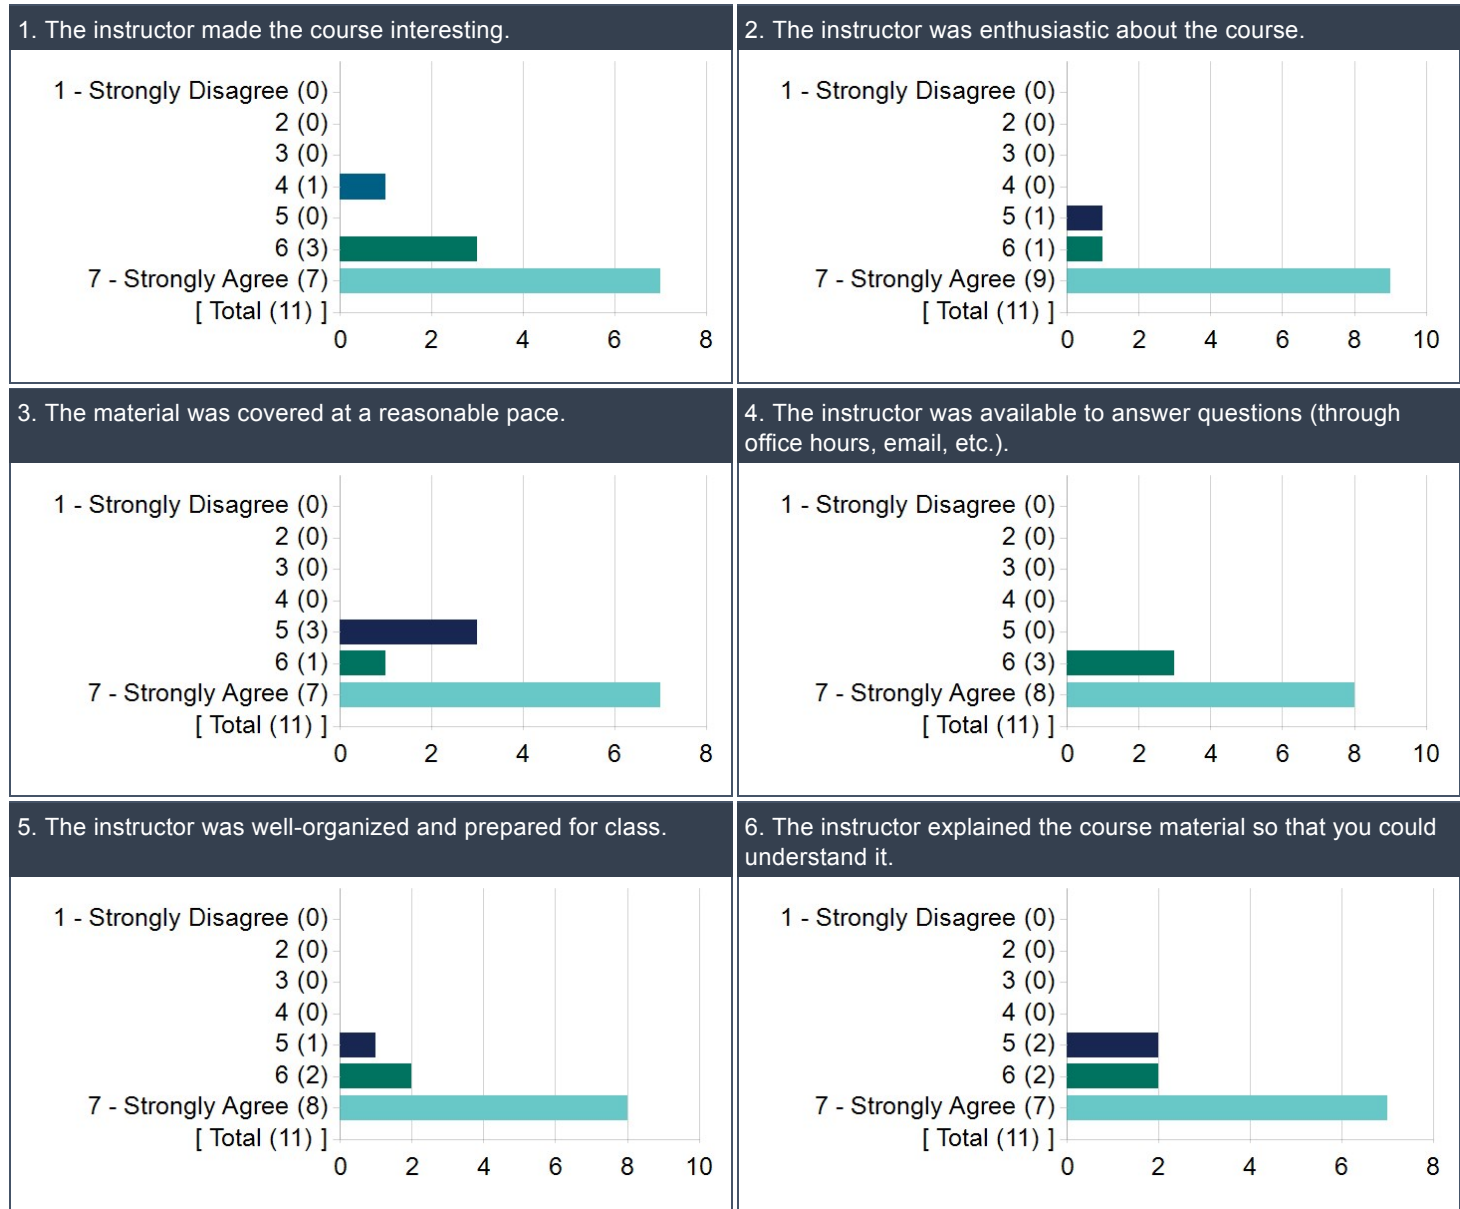 1. The instructor made the course interesting.
1 - Strongly Disagree (0)
2 (0)
3 (0)
4 (1)
5 (0)
6 (3)
7 - Strongly Agree (7)
[ Total (11) ]
0 2 4 6 8
2. The instructor was enthusiastic about the course.
1 - Strongly Disagree (0)
2 (0)
3 (0)
4 (0)
5 (1)
6 (1)
7 - Strongly Agree (9)
[ Total (11) ]
0 2 4 6 8 10
3. The material was covered at a reasonable pace.
1 - Strongly Disagree (0)
2 (0)
3 (0)
4 (0)
5 (3)
6 (1)
7 - Strongly Agree (7)
[ Total (11) ]
0 2 4 6 8
4. The instructor was available to answer questions (through
office hours, email, etc.).
1 - Strongly Disagree (0)
2 (0)
3 (0)
4 (0)
5 (0)
6 (3)
7 - Strongly Agree (8)
[ Total (11) ]
0 2 4 6 8 10
5. The instructor was well-organized and prepared for class.
1 - Strongly Disagree (0)
2 (0)
3 (0)
4 (0)
5 (1)
6 (2)
7 - Strongly Agree (8)
[ Total (11) ]
0 2 4 6 8 10
6. The instructor explained the course material so that you could
understand it.
1 - Strongly Disagree (0)
2 (0)
3 (0)
4 (0)
5 (2)
6 (2)
7 - Strongly Agree (7)
[ Total (11) ]
0 2 4 6 8